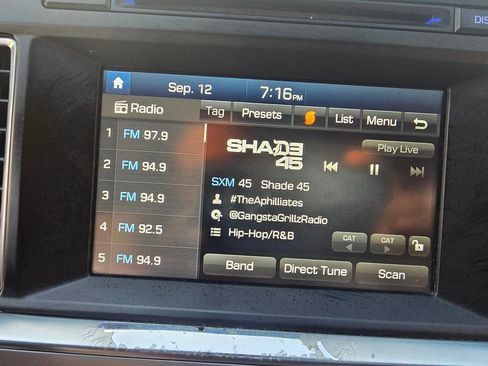 DIS
Sep. 12 7:16PM
Radio Tag Presets List Menu
1 FM 97.9
2 FM 94.9
3 FM 94.9
4 FM 92.5
5 FM 94.9
SHADE
45
Play Live
SXM 45 Shade 45
#TheAphilliates
@GangstaGrillzRadio
Hip-Hop/R&B
CAT CAT
Band Direct Tune Scan